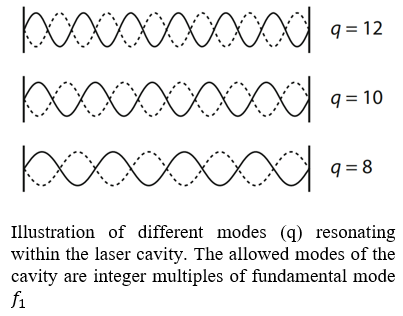 q = 12
q = 10
q = 8
Illustration of different modes (q) resonating
within the laser cavity. The allowed modes of the
cavity are integer multiples of fundamental mode
f₁